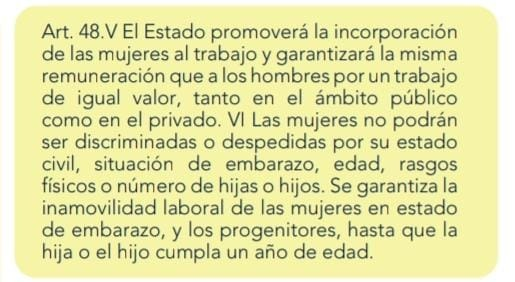 Art. 48.V El Estado promoverá la incorporación
de las mujeres al trabajo y garantizará la misma
remuneración que a los hombres por un trabajo
de igual valor, tanto en el ámbito público
como en el privado. VI Las mujeres no podrán
ser discriminadas o despedidas por su estado
civil, situación de embarazo, edad, rasgos
físicos o número de hijas o hijos. Se garantiza la
inamovilidad laboral de las mujeres en estado
de embarazo, y los progenitores, hasta que la
hija o el hijo cumpla un año de edad.